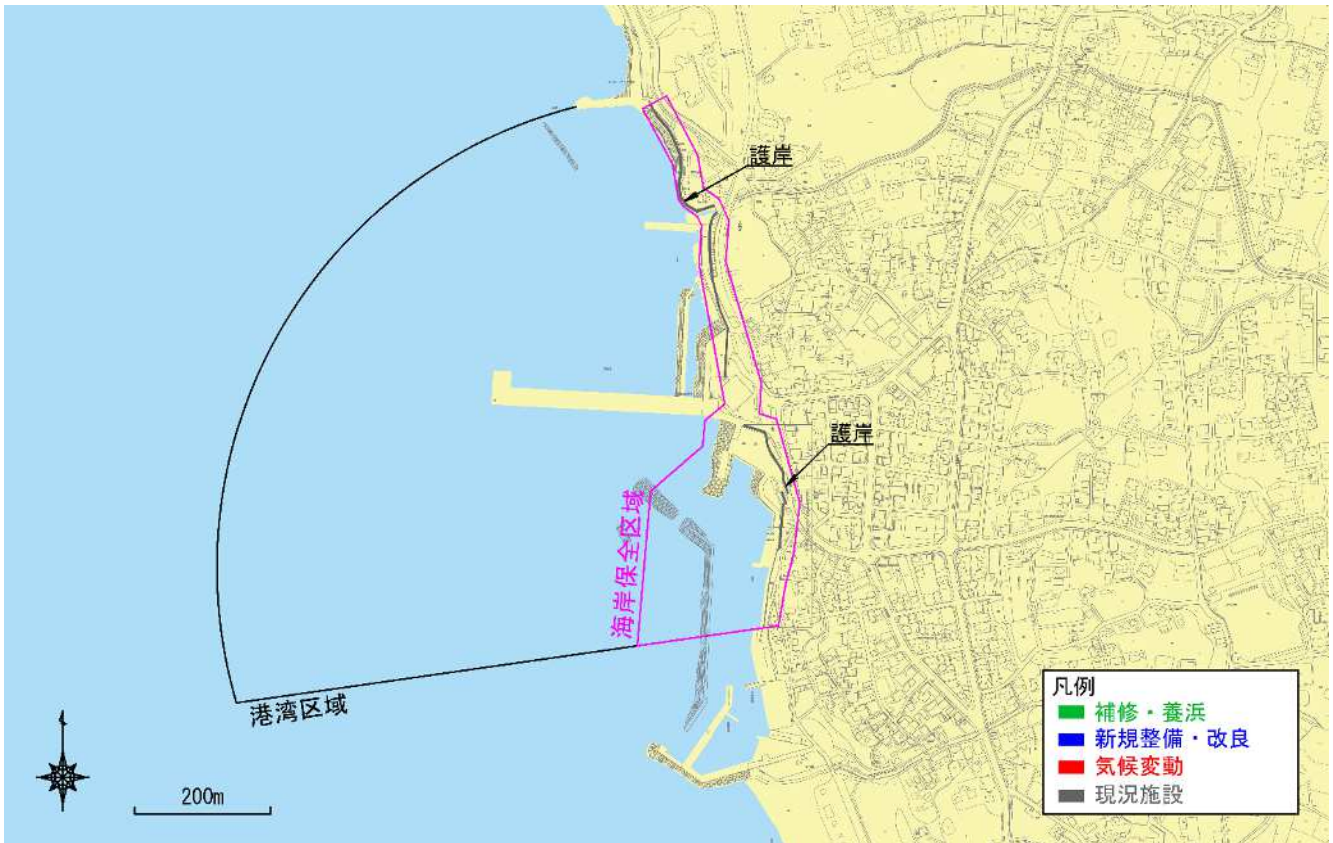 護岸
護岸
海岸保全区域
港湾区域
200m
凡例
補修・養浜
新規整備・改良
気候変動
現況施設